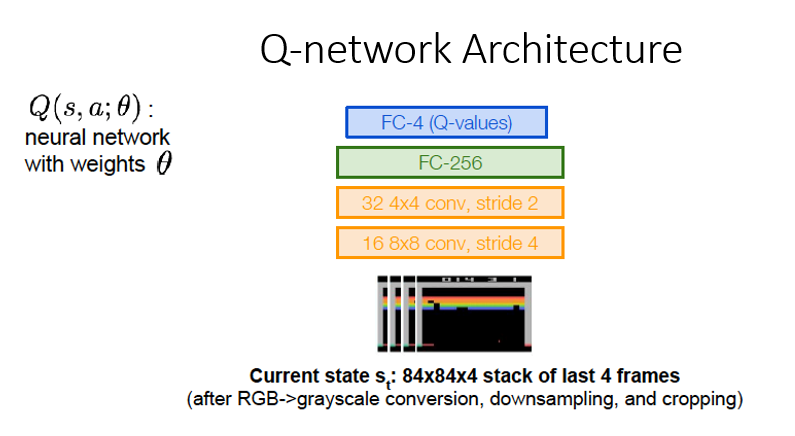 Q-network Architecture
Q(s, a; θ) :
neural network
with weights θ
FC-4 (Q-values)
FC-256
32 4x4 conv, stride 2
16 8x8 conv, stride 4
Current state s_t: 84x84x4 stack of last 4 frames
(after RGB->grayscale conversion, downsampling, and cropping)